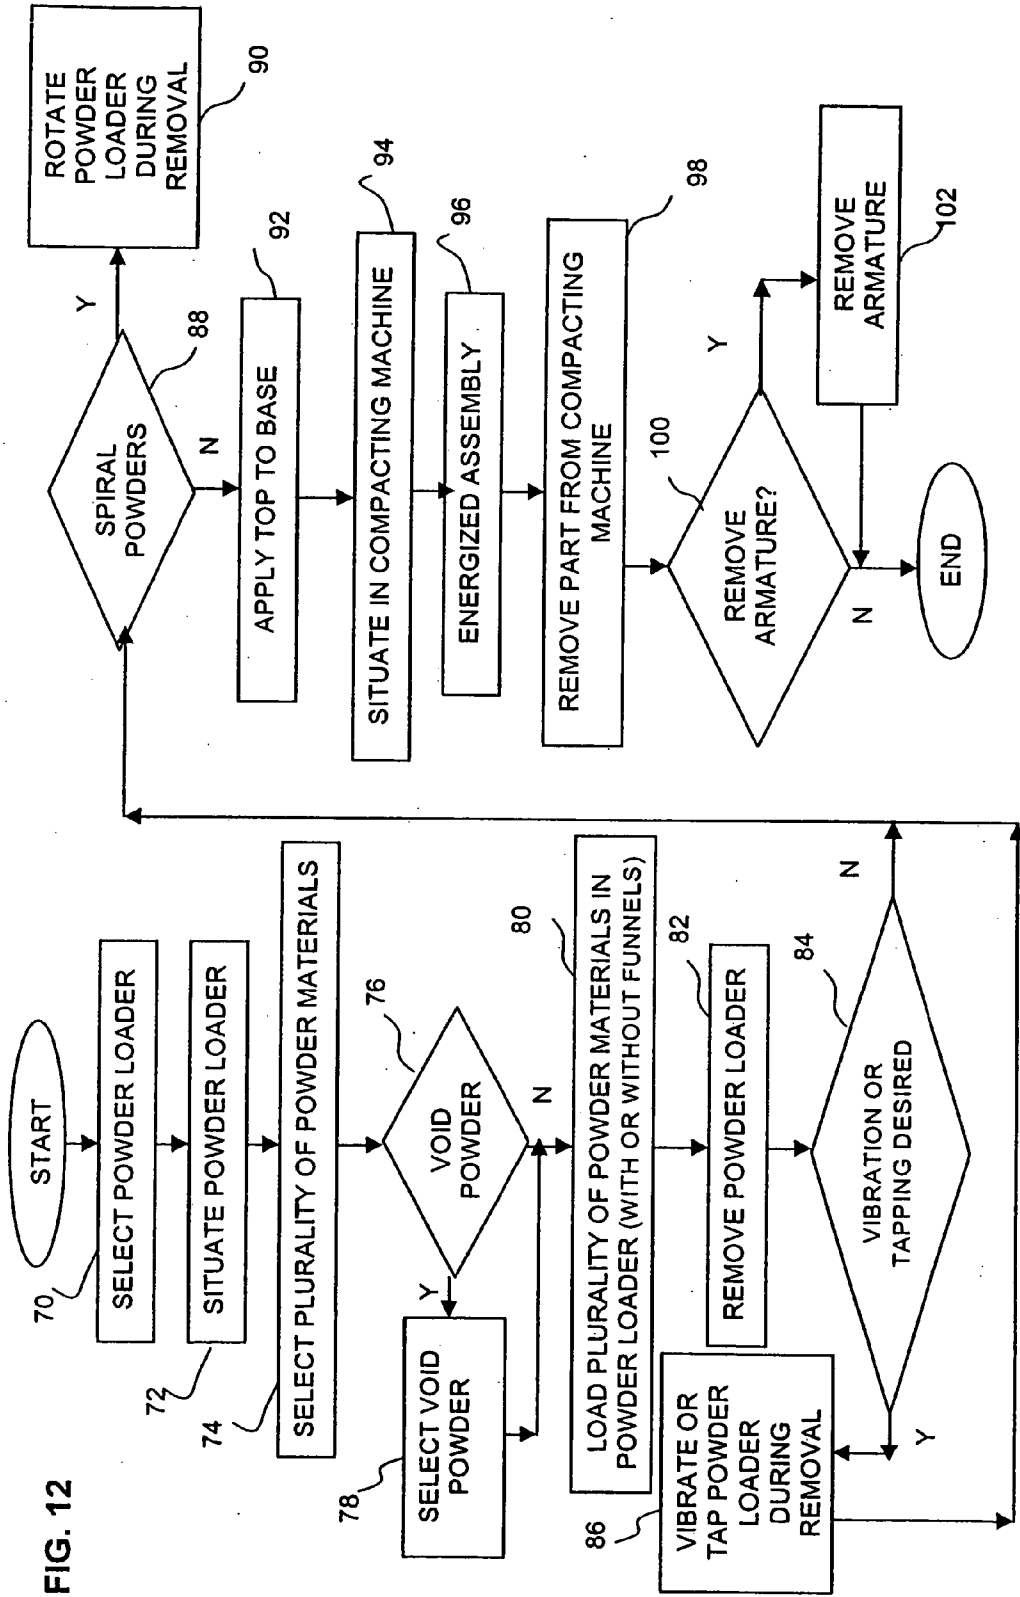 FIG. 12
START
70
SELECT POWDER LOADER
72
SITUATE POWDER LOADER
74
SELECT PLURALITY OF POWDER MATERIALS
76
VOID
POWDER
Y
N
78
SELECT VOID
POWDER
80
LOAD PLURALITY OF POWDER MATERIALS IN
POWDER LOADER (WITH OR WITHOUT FUNNELS)
82
REMOVE POWDER LOADER
84
VIBRATION OR
TAPPING DESIRED
Y
N
86
VIBRATE OR
TAP POWDER
LOADER
DURING
REMOVAL
SPIRAL
POWDERS
88
Y
N
ROTATE
POWDER
LOADER
DURING
REMOVAL
90
92
APPLY TOP TO BASE
94
SITUATE IN COMPACTING MACHINE
96
ENERGIZED ASSEMBLY
98
REMOVE PART FROM COMPACTING
MACHINE
100
REMOVE
ARMATURE?
Y
N
REMOVE
ARMATURE
102
END